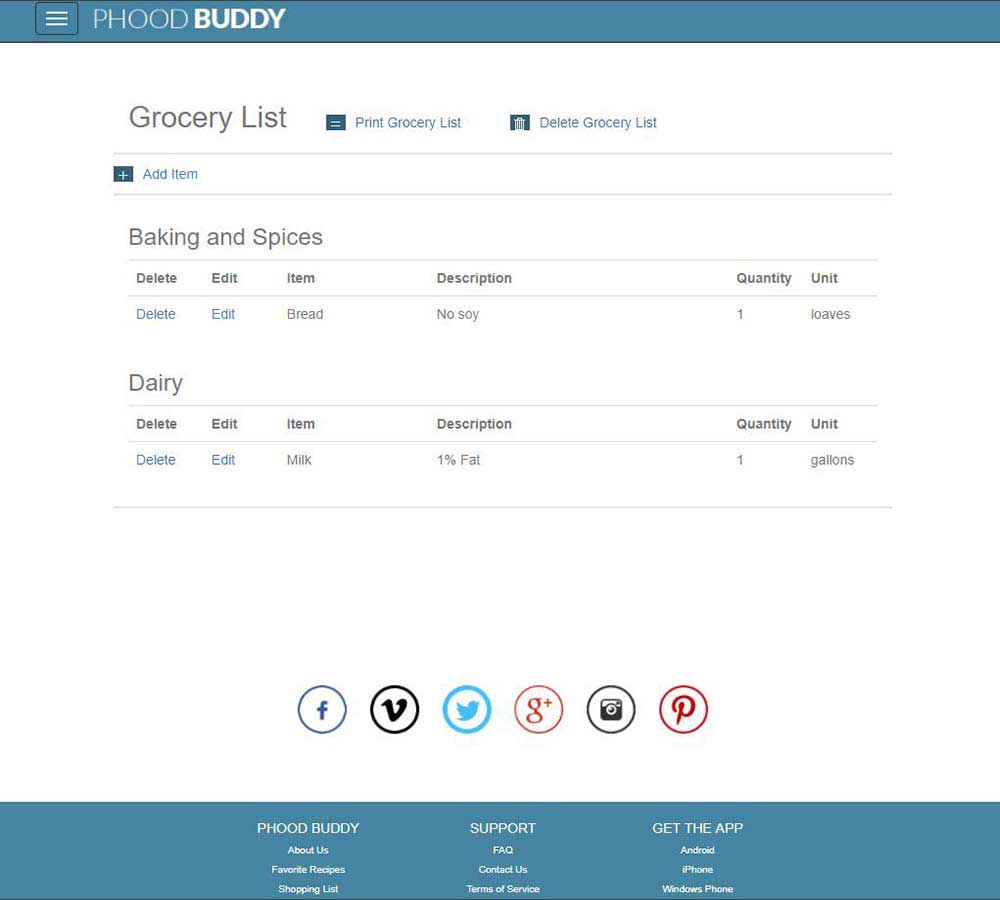 PHOOD BUDDY
Grocery List Print Grocery List Delete Grocery List
Add Item
Baking and Spices
Delete Edit Item Description Quantity Unit
Delete Edit Bread No soy 1 loaves
Dairy
Delete Edit Item Description Quantity Unit
Delete Edit Milk 1% Fat 1 gallons
PHOOD BUDDY SUPPORT GET THE APP
About Us FAQ Android
Favorite Recipes Contact Us iPhone
Shopping List Terms of Service Windows Phone